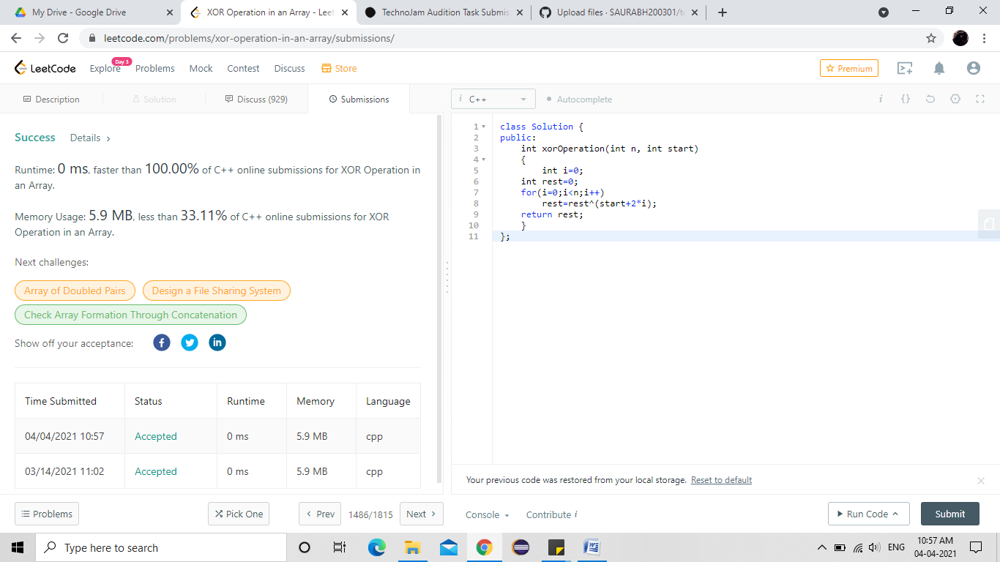 My Drive - Google Drive
XOR Operation in an Array - Leet
TechnoJam Audition Task Submis
Upload files · SAURABH200301/t
leetcode.com/problems/xor-operation-in-an-array/submissions/
LeetCode
Explore
Day 3
Problems
Mock
Contest
Discuss
Store
Premium
Description
Solution
Discuss (929)
Submissions
i C++
Autocomplete
i {}
Success
Details >
Runtime: 0 ms, faster than 100.00% of C++ online submissions for XOR Operation in
an Array.
Memory Usage: 5.9 MB, less than 33.11% of C++ online submissions for XOR
Operation in an Array.
Next challenges:
Array of Doubled Pairs
Design a File Sharing System
Check Array Formation Through Concatenation
Show off your acceptance:
Time Submitted Status Runtime Memory Language
04/04/2021 10:57 Accepted 0 ms 5.9 MB cpp
03/14/2021 11:02 Accepted 0 ms 5.9 MB cpp
1 class Solution {
2 public:
3 int xorOperation(int n, int start)
4 {
5 int i=0;
6 int rest=0;
7 for(i=0;i<n;i++)
8 rest=rest^(start+2*i);
9 return rest;
10 }
11 };
Your previous code was restored from your local storage. Reset to default
Problems
Pick One
< Prev
1486/1815
Next >
Console
Contribute i
Run Code
Submit
Type here to search
ENG
10:57 AM
04-04-2021